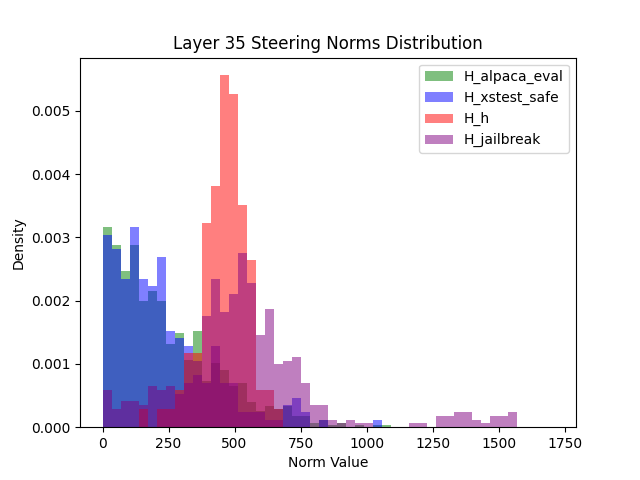 Layer 35 Steering Norms Distribution
H_alpaca_eval
H_xstest_safe
H_h
H_jailbreak
0.005
0.004
0.003
0.002
0.001
0.000
Density
0 250 500 750 1000 1250 1500 1750
Norm Value